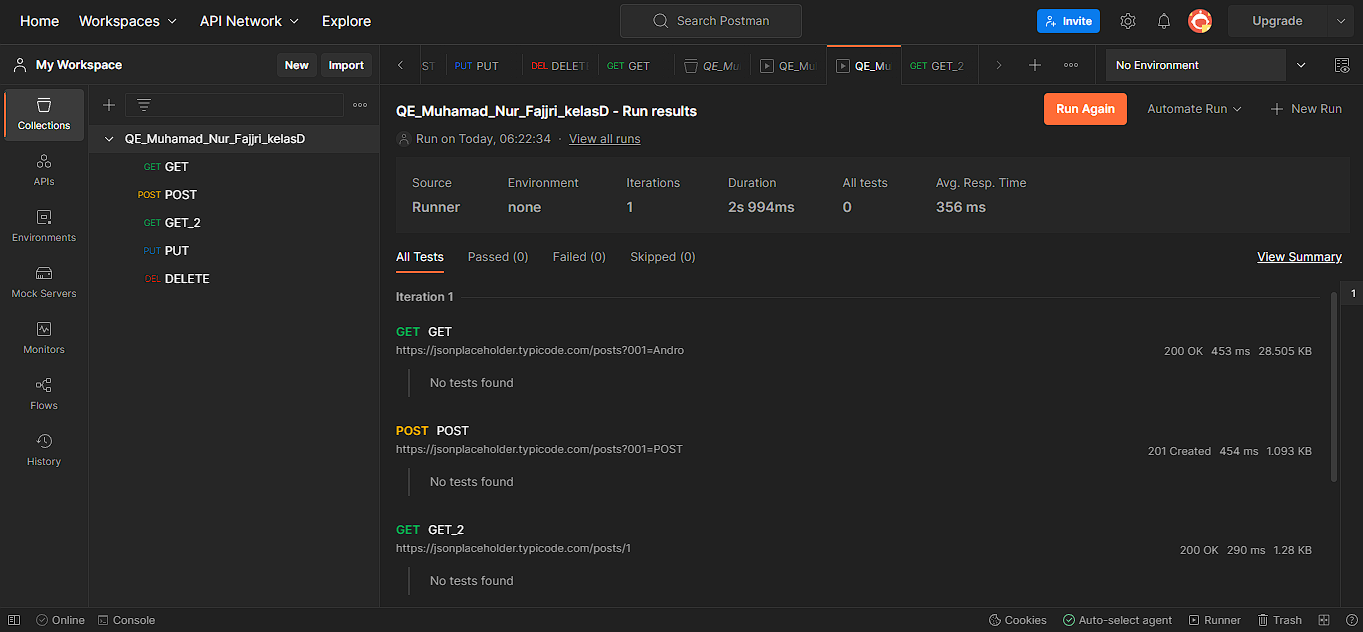 Home Workspaces API Network Explore Search Postman Invite Upgrade
My Workspace New Import ST PUT PUT DEL DELET GET GET QE_Mu QE_Mu QE_Mu GET GET_2 No Environment
Collections
APIs
Environments
Mock Servers
Monitors
Flows
History
QE_Muhamad_Nur_Fajjri_kelasD
GET GET
POST POST
GET GET_2
PUT PUT
DEL DELETE
QE_Muhamad_Nur_Fajjri_kelasD - Run results Run Again Automate Run New Run
Run on Today, 06:22:34 · View all runs
Source Environment Iterations Duration All tests Avg. Resp. Time
Runner none 1 2s 994ms 0 356 ms
All Tests Passed (0) Failed (0) Skipped (0) View Summary
Iteration 1 1
GET GET
https://jsonplaceholder.typicode.com/posts?001=Andro 200 OK 453 ms 28.505 KB
No tests found
POST POST
https://jsonplaceholder.typicode.com/posts?001=POST 201 Created 454 ms 1.093 KB
No tests found
GET GET_2
https://jsonplaceholder.typicode.com/posts/1 200 OK 290 ms 1.28 KB
No tests found
Online Console Cookies Auto-select agent Runner Trash